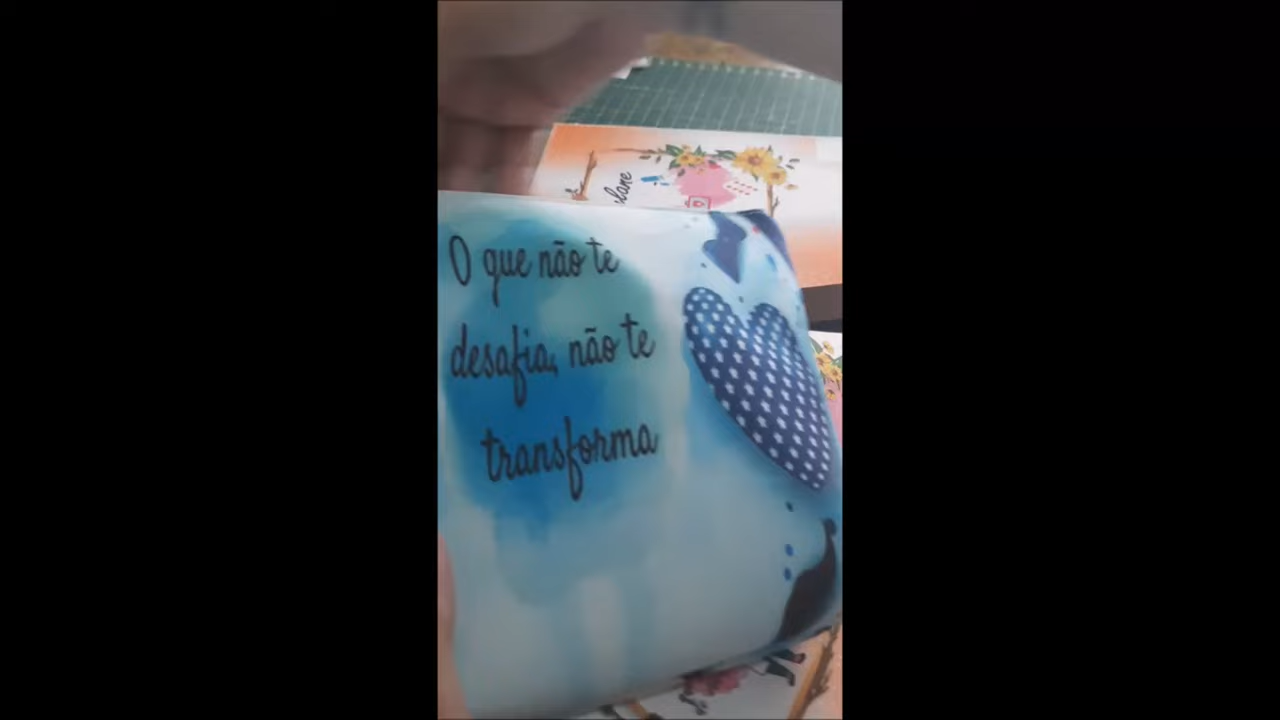 O que não te
desafia, não te
transforma